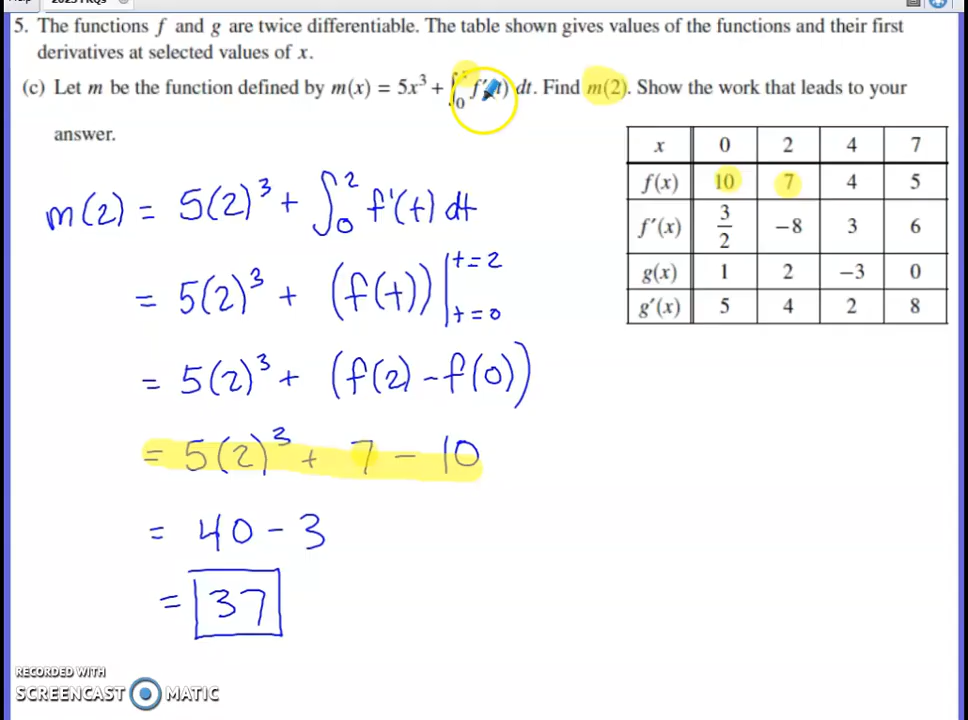 5. The functions f and g are twice differentiable. The table shown gives values of the functions and their first
derivatives at selected values of x.
(c) Let m be the function defined by m(x) = 5x³ + ∫₀ f′(t) dt. Find m(2). Show the work that leads to your
answer.
x 0 2 4 7
f(x) 10 7 4 5
f′(x) 3/2 −8 3 6
g(x) 1 2 −3 0
g′(x) 5 4 2 8
m(2) = 5(2)³ + ∫₀² f'(t) dt
= 5(2)³ + (f(t)) |t=2 t=0
= 5(2)³ + (f(2) − f(0))
= 5(2)³ + 7 − 10
= 40 − 3
= 37
RECORDED WITH
SCREENCAST MATIC